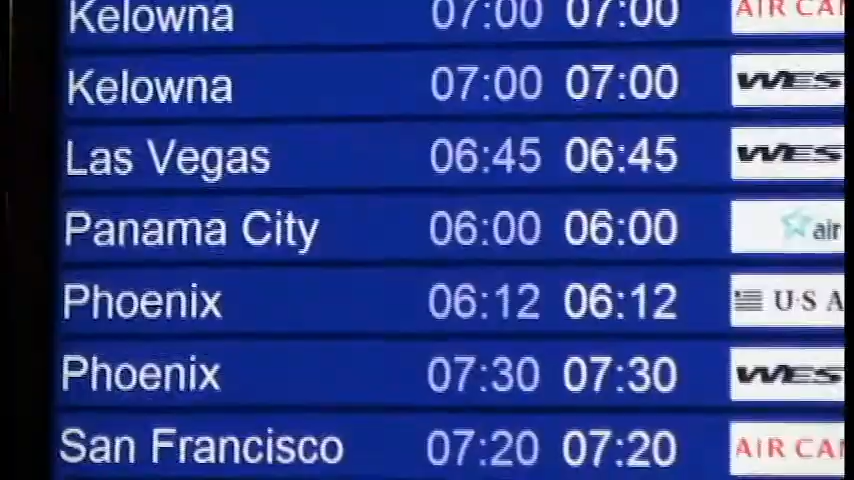 Kelowna 07:00 07:00 AIR CAN
Kelowna 07:00 07:00 WES
Las Vegas 06:45 06:45 WES
Panama City 06:00 06:00 air
Phoenix 06:12 06:12 U·S A
Phoenix 07:30 07:30 WES
San Francisco 07:20 07:20 AIR CAN